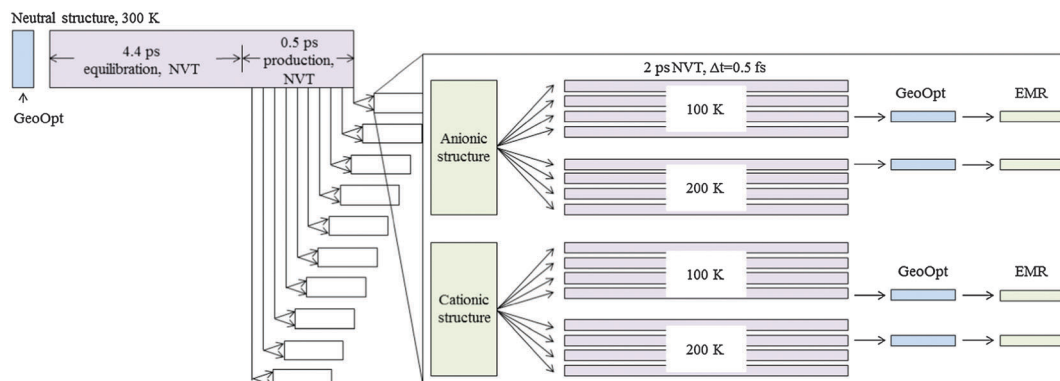 Neutral structure, 300 K
4.4 ps
equilibration, NVT
0.5 ps
production,
NVT
GeoOpt
2 ps NVT, Δt=0.5 fs
Anionic
structure
100 K
200 K
GeoOpt
EMR
Cationic
structure
100 K
200 K
GeoOpt
EMR